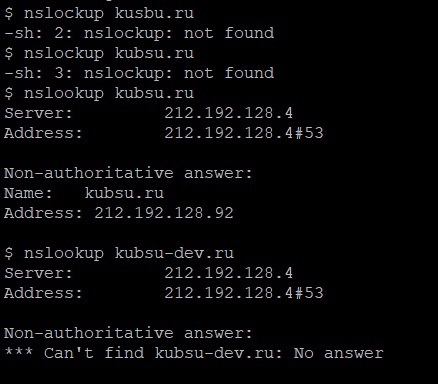 $ nslockup kusbu.ru
-sh: 2: nslockup: not found
$ nslockup kubsu.ru
-sh: 3: nslockup: not found
$ nslookup kubsu.ru
Server:         212.192.128.4
Address:        212.192.128.4#53
Non-authoritative answer:
Name:   kubsu.ru
Address: 212.192.128.92
$ nslookup kubsu-dev.ru
Server:         212.192.128.4
Address:        212.192.128.4#53
Non-authoritative answer:
*** Can't find kubsu-dev.ru: No answer